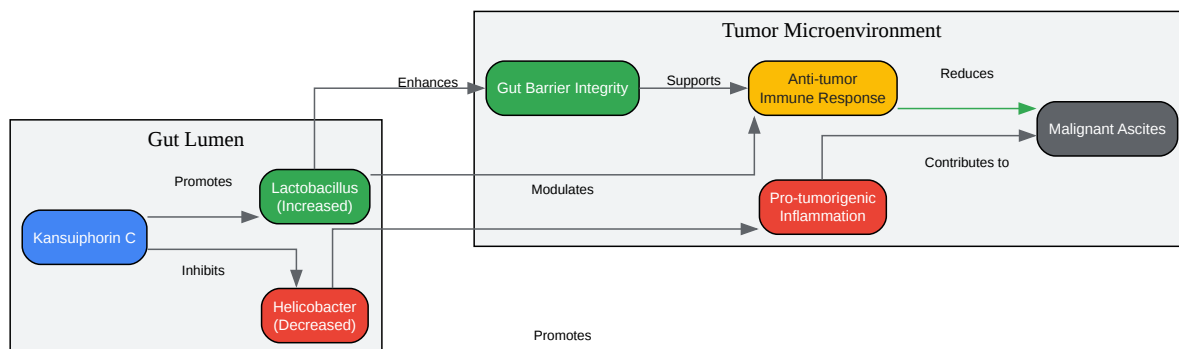 Tumor Microenvironment
Enhances
Gut Barrier Integrity
Supports
Anti-tumor
Immune Response
Reduces
Malignant Ascites
Contributes to
Gut Lumen
Promotes
Lactobacillus
(Increased)
Modulates
Pro-tumorigenic
Inflammation
Kansuiphorin C
Inhibits
Helicobacter
(Decreased)
Promotes